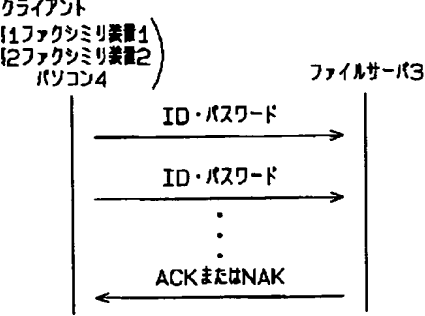 クライアント
第1ファクシミリ装置1
第2ファクシミリ装置2
パソコン4
ファイルサーバ3
ID・パスワード
ID・パスワード
ACKまたはNAK